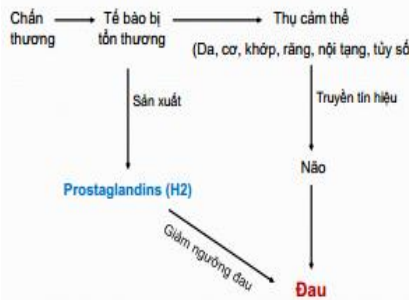 Chấn thương
Tế bào bị tổn thương
Thụ cảm thể
(Da, cơ, khớp, răng, nội tạng, tủy số
Sản xuất
Truyền tín hiệu
Prostaglandins (H2)
Não
Giảm ngưỡng đau
Đau